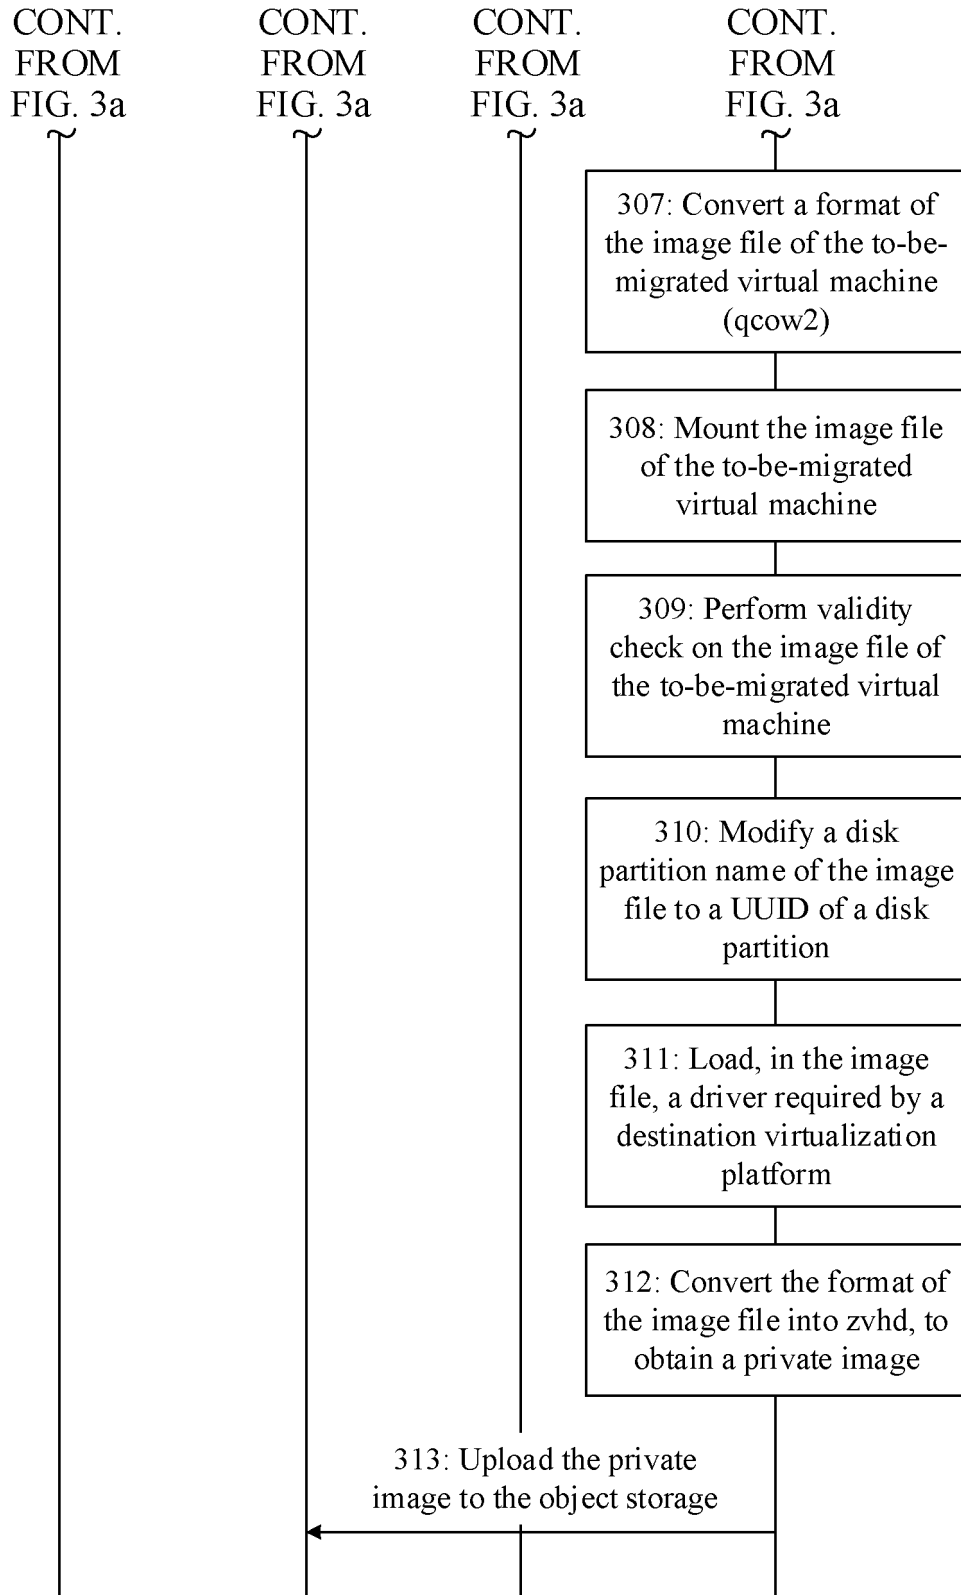 CONT.
FROM
FIG. 3a
CONT.
FROM
FIG. 3a
CONT.
FROM
FIG. 3a
CONT.
FROM
FIG. 3a
307: Convert a format of
the image file of the to-be-
migrated virtual machine
(qcow2)
308: Mount the image file
of the to-be-migrated
virtual machine
309: Perform validity
check on the image file of
the to-be-migrated virtual
machine
310: Modify a disk
partition name of the image
file to a UUID of a disk
partition
311: Load, in the image
file, a driver required by a
destination virtualization
platform
312: Convert the format of
the image file into zvhd, to
obtain a private image
313: Upload the private
image to the object storage